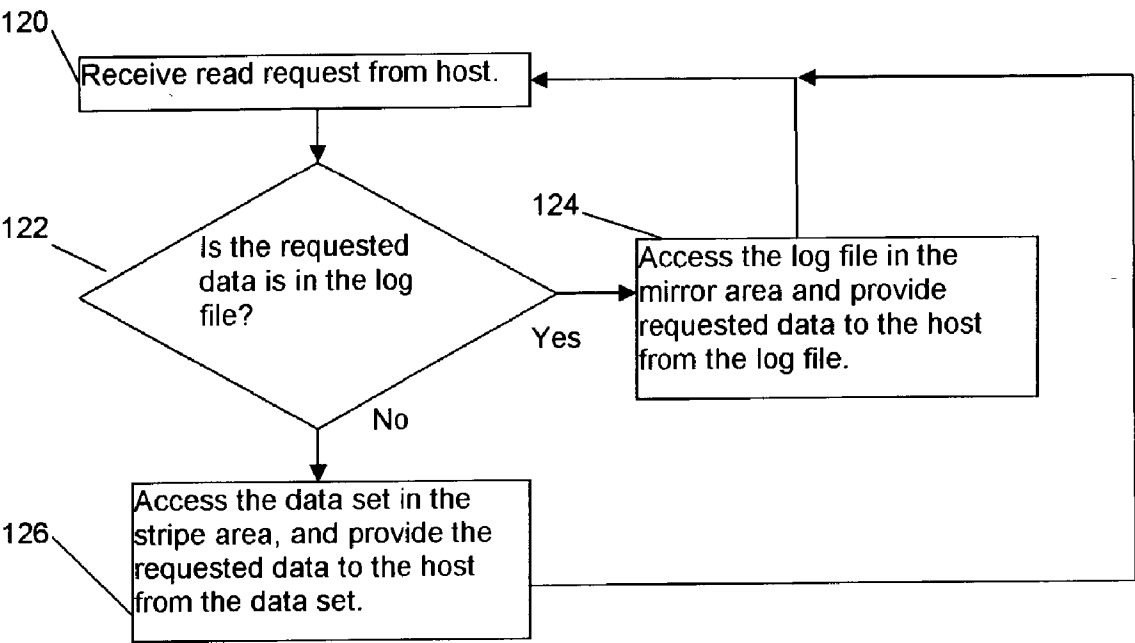 120
Receive read request from host.
122
Is the requested
data is in the log
file?
Yes
124
Access the log file in the
mirror area and provide
requested data to the host
from the log file.
No
126
Access the data set in the
stripe area, and provide the
requested data to the host
from the data set.